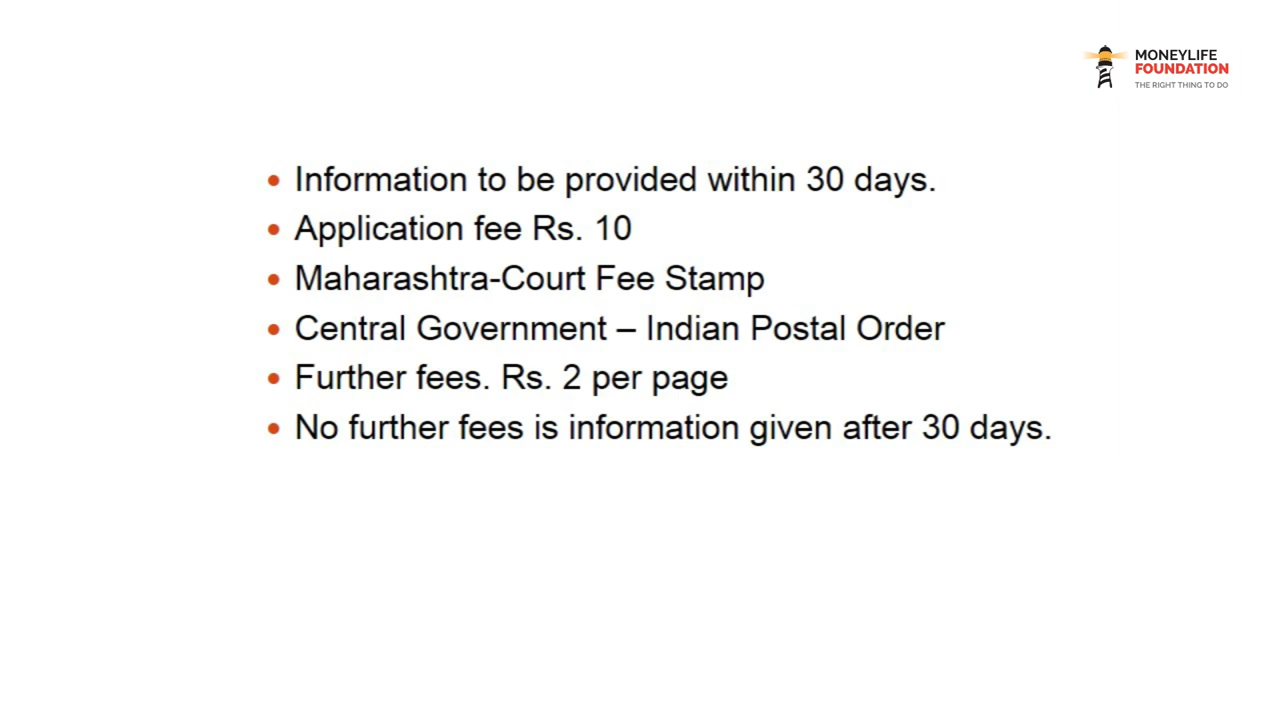 MONEYLIFE
FOUNDATION
THE RIGHT THING TO DO
• Information to be provided within 30 days.
• Application fee Rs. 10
• Maharashtra-Court Fee Stamp
• Central Government – Indian Postal Order
• Further fees. Rs. 2 per page
• No further fees is information given after 30 days.